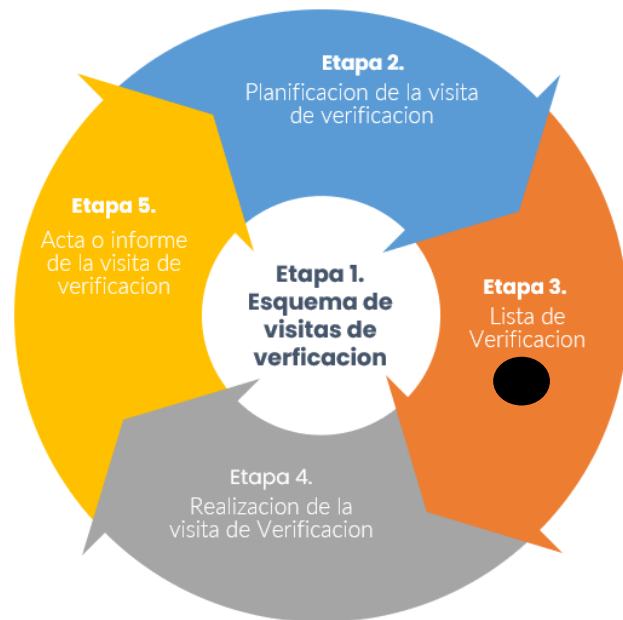 Etapa 2.
Planificacion de la visita
de verificacion
Etapa 5.
Acta o informe
de la visita de
verificacion
Etapa 1.
Esquema de
visitas de
verficacion
Etapa 3.
Lista de
Verificacion
Etapa 4.
Realizacion de la
visita de Verificacion